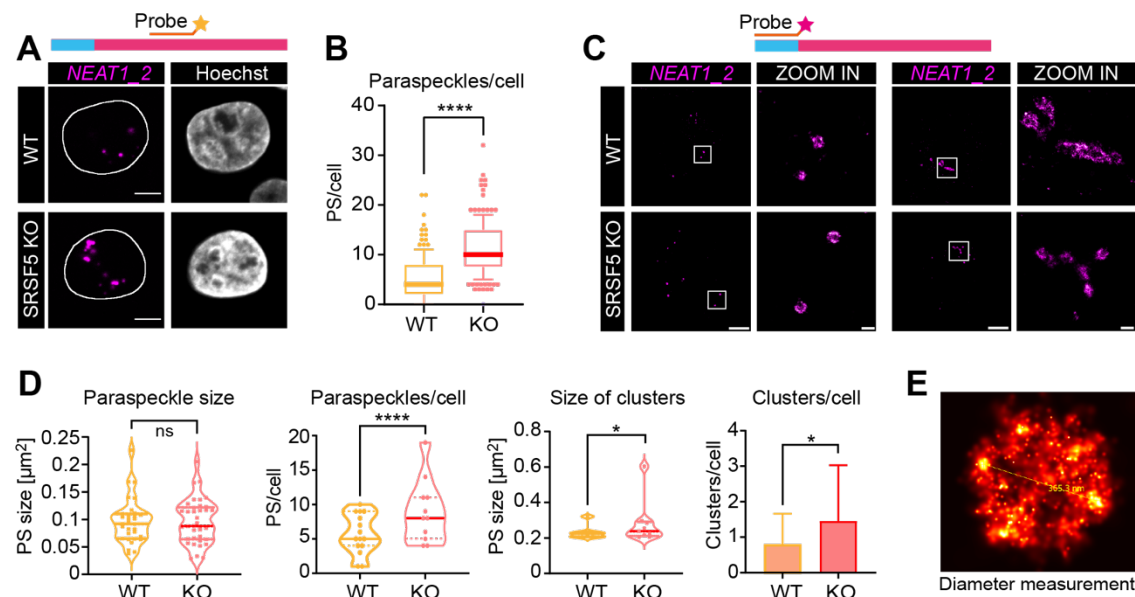 Probe
A
NEAT1_2
Hoechst
WT
SRSF5 KO
B
Paraspeckles/cell
****
PS/cell
40
30
20
10
0
WT
KO
Probe
C
NEAT1_2
ZOOM IN
NEAT1_2
ZOOM IN
WT
SRSF5 KO
D
Paraspeckle size
ns
PS size [µm²]
0.25
0.2
0.15
0.1
0.05
0
WT
KO
Paraspeckles/cell
****
PS/cell
20
15
10
5
0
WT
KO
Size of clusters
*
PS size [µm²]
0.8
0.6
0.4
0.2
0
WT
KO
Clusters/cell
*
Clusters/cell
4
3
2
1
0
WT
KO
E
365.3 nm
Diameter measurement